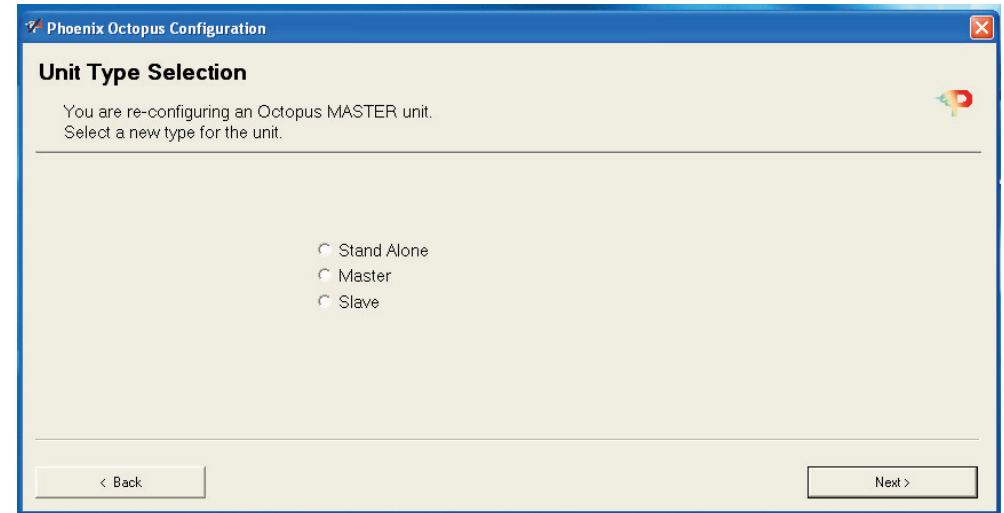 Phoenix Octopus Configuration
Unit Type Selection
You are re-configuring an Octopus MASTER unit.
Select a new type for the unit.
Stand Alone
Master
Slave
< Back
Next >